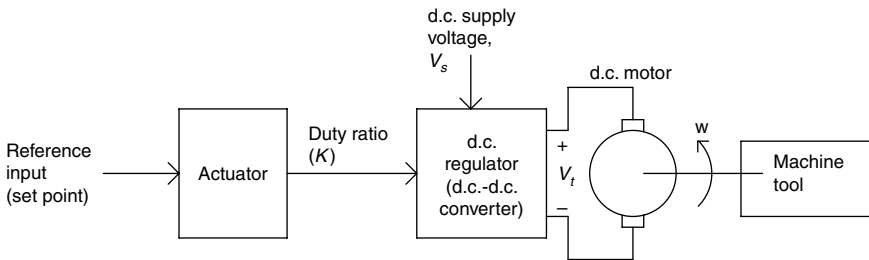 d.c. supply
voltage,
Vs
d.c. motor
Reference
input
(set point)
Actuator
Duty ratio
(K)
d.c.
regulator
(d.c.-d.c.
converter)
+
Vt
–
w
Machine
tool